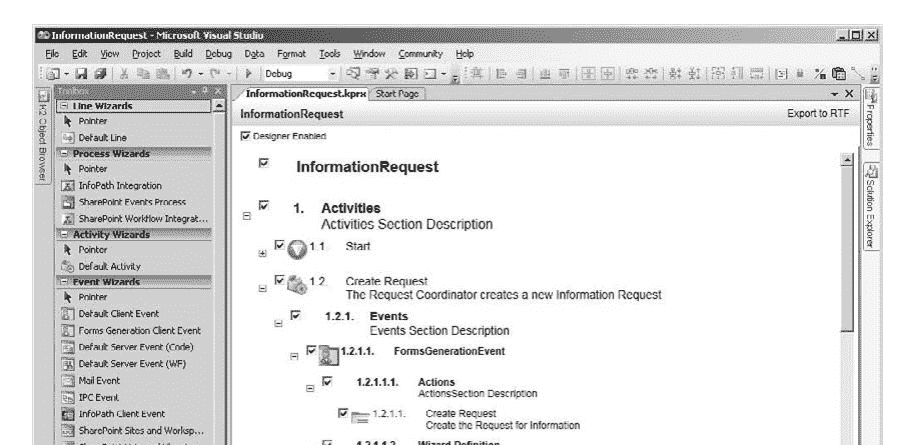 InformationRequest - Microsoft Visual Studio
File Edit View Project Build Debug Data Format Tools Window Community Help
Debug
Toolbox
InformationRequest.kprx Start Page
Line Wizards
Pointer
Default Line
Process Wizards
Pointer
InfoPath Integration
SharePoint Events Process
SharePoint Workflow Integrat...
Activity Wizards
Pointer
Default Activity
Event Wizards
Pointer
Default Client Event
Forms Generation Client Event
Default Server Event (Code)
Default Server Event (WF)
Mail Event
IPC Event
InfoPath Client Event
SharePoint Sites and Worksp...
InformationRequest Export to RTF
Designer Enabled
InformationRequest
1. Activities
Activities Section Description
1.1. Start
1.2. Create Request
The Request Coordinator creates a new Information Request
1.2.1. Events
Events Section Description
1.2.1.1. FormsGenerationEvent
1.2.1.1.1. Actions
ActionsSection Description
1.2.1.1. Create Request
Create the Request for Information
1.2.1.1.2. Wizard Definition
Object Browser
Properties
Solution Explorer